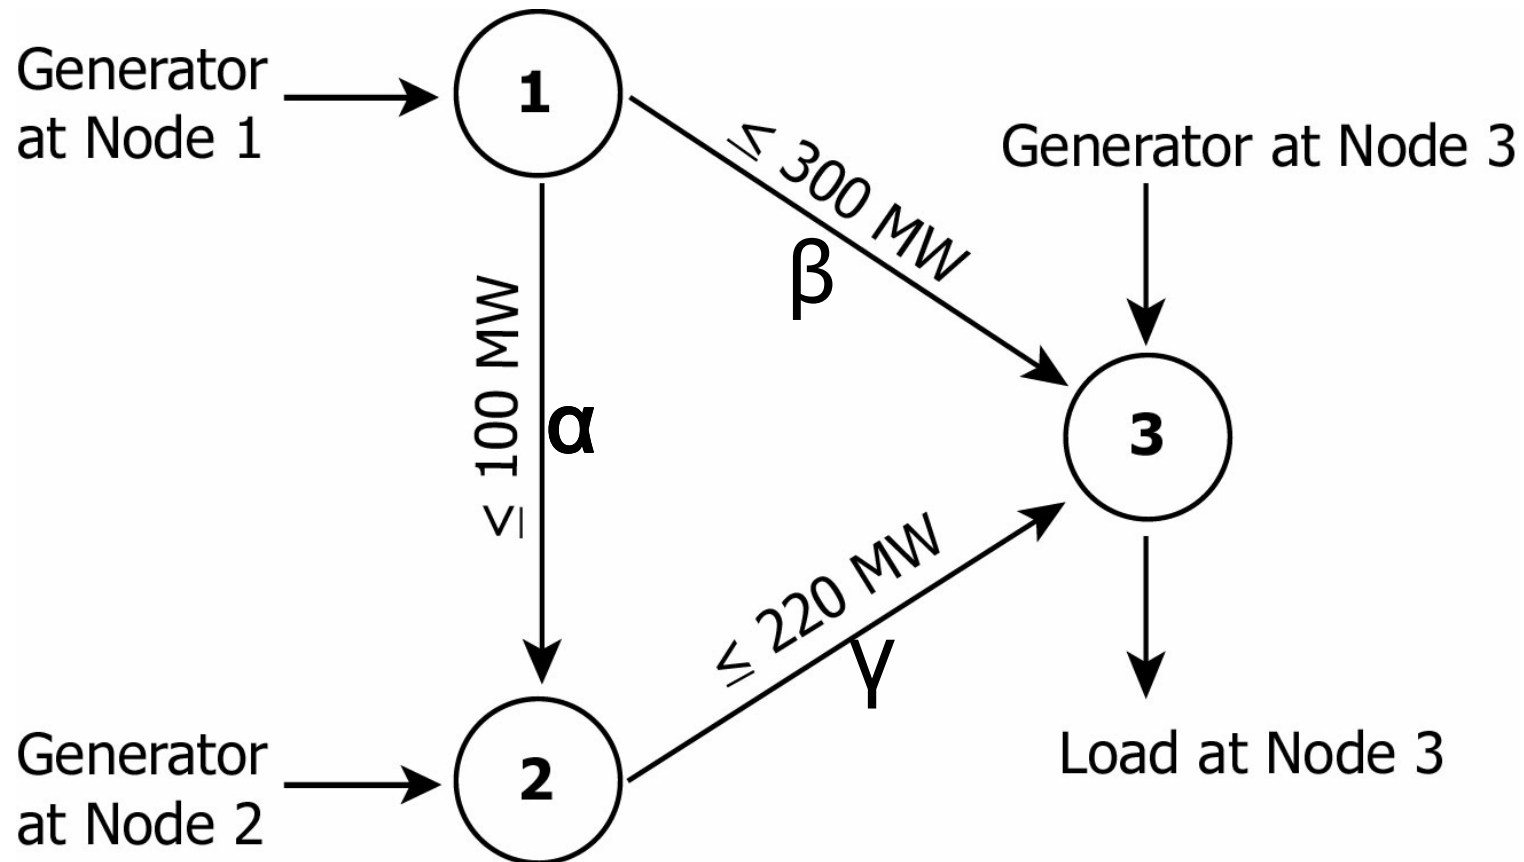 Generator
at Node 1
1
≤ 300 MW
β
Generator at Node 3
≤ 100 MW
α
3
≤ 220 MW
γ
Generator
at Node 2
2
Load at Node 3